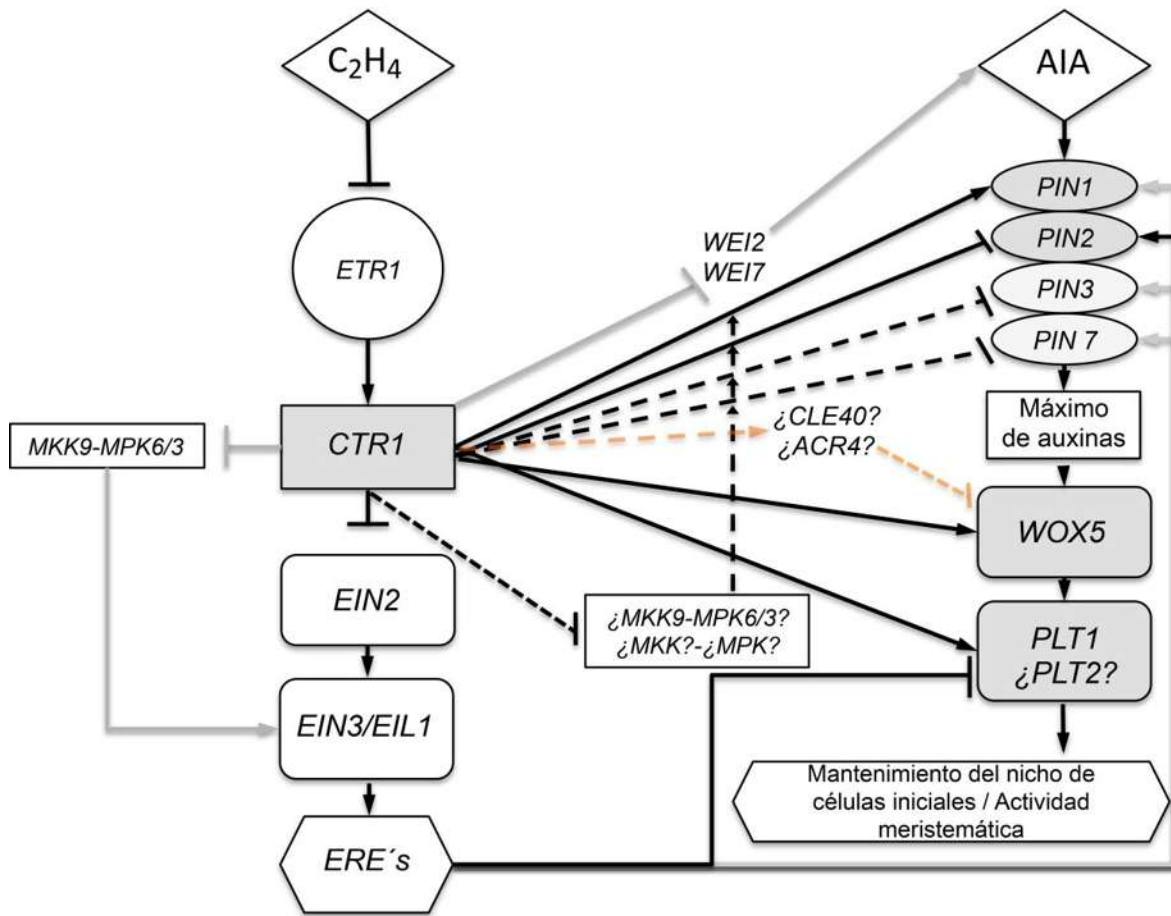 C₂H₄
AIA
ETR1
WEI2
WEI7
PIN1
PIN2
PIN3
PIN 7
MKK9-MPK6/3
CTR1
¿CLE40?
¿ACR4?
Máximo
de auxinas
WOX5
EIN2
¿MKK9-MPK6/3?
¿MKK?-¿MPK?
PLT1
¿PLT2?
EIN3/EIL1
Mantenimiento del nicho de
células iniciales / Actividad
meristemática
ERE´s